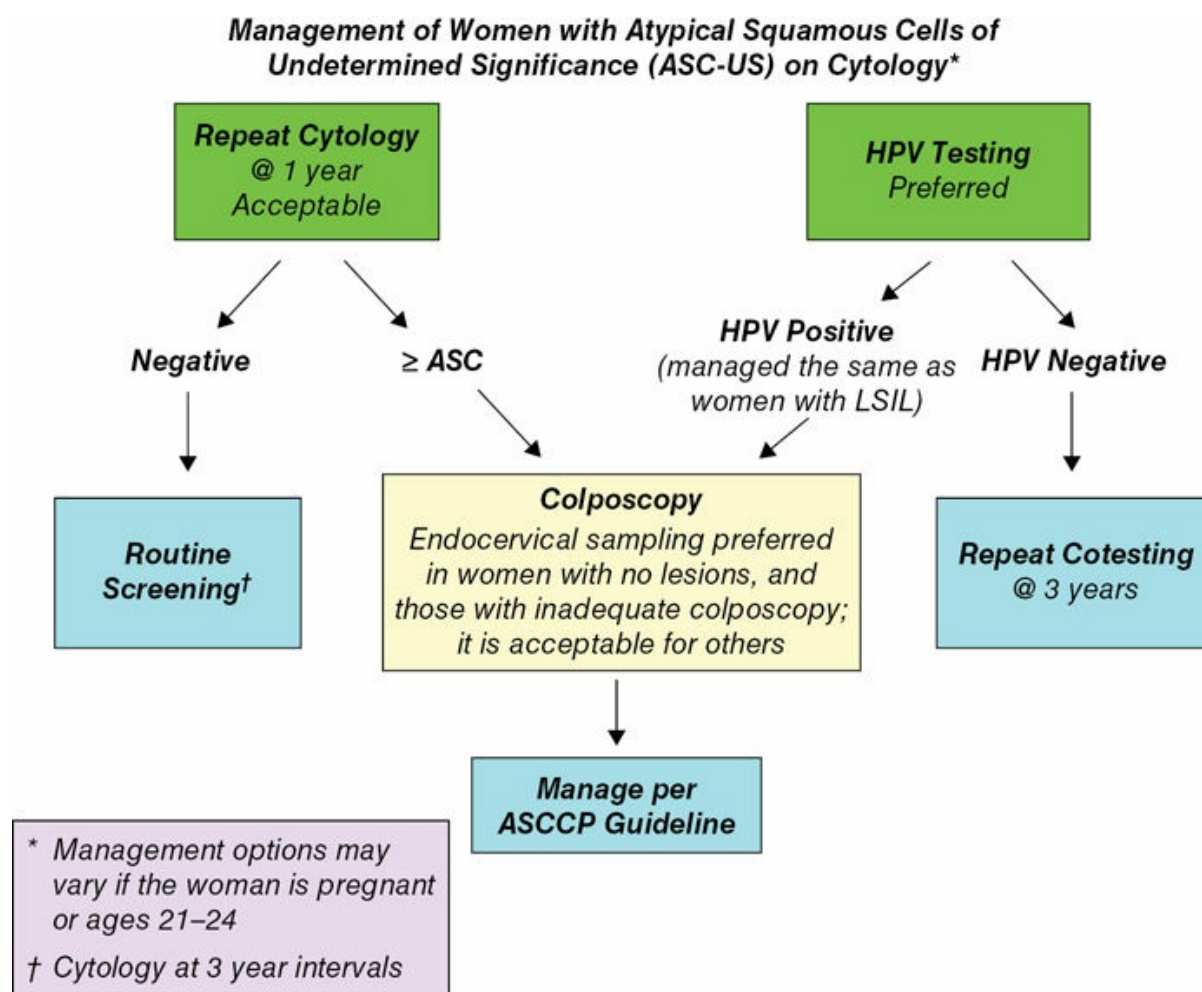 Management of Women with Atypical Squamous Cells of
Undetermined Significance (ASC-US) on Cytology*
Repeat Cytology
@ 1 year
Acceptable
HPV Testing
Preferred
Negative
≥ ASC
HPV Positive
(managed the same as
women with LSIL)
HPV Negative
Routine
Screening†
Colposcopy
Endocervical sampling preferred
in women with no lesions, and
those with inadequate colposcopy;
it is acceptable for others
Repeat Cotesting
@ 3 years
Manage per
ASCCP Guideline
* Management options may
vary if the woman is pregnant
or ages 21–24
† Cytology at 3 year intervals